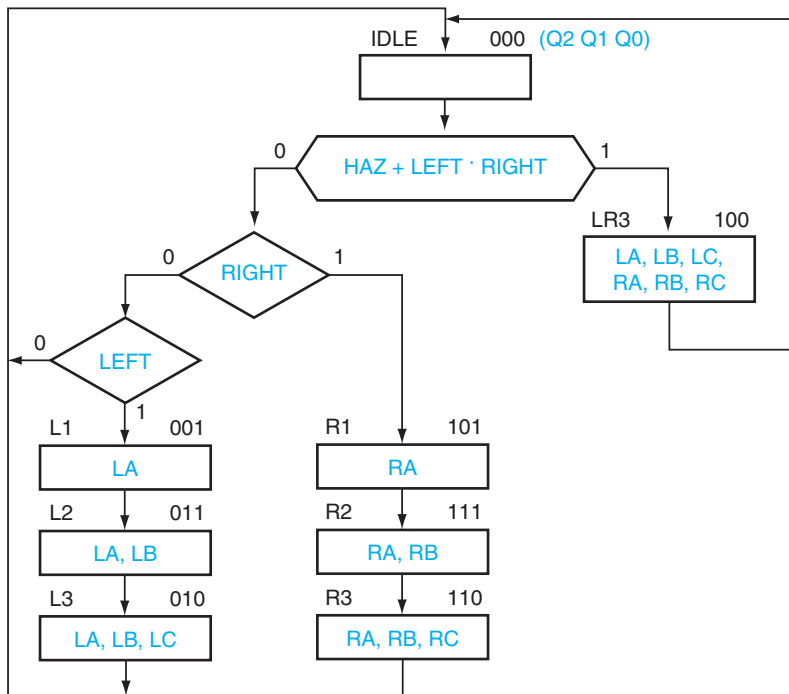 IDLE 000 (Q2 Q1 Q0)
0 HAZ + LEFT · RIGHT 1
LR3 100
LA, LB, LC,
RA, RB, RC
0 RIGHT 1
0 LEFT
1
L1 001
LA
L2 011
LA, LB
L3 010
LA, LB, LC
R1 101
RA
R2 111
RA, RB
R3 110
RA, RB, RC